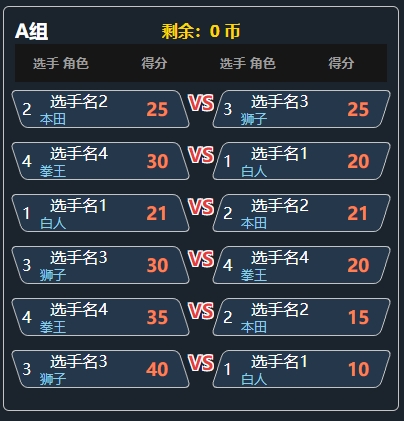 A组 剩余：0 币
选手 角色 得分 选手 角色 得分
2 选手名2 25 VS 3 选手名3 25
本田 狮子
4 选手名4 30 VS 1 选手名1 20
拳王 白人
1 选手名1 21 VS 2 选手名2 21
白人 本田
3 选手名3 30 VS 4 选手名4 20
狮子 拳王
4 选手名4 35 VS 2 选手名2 15
拳王 本田
3 选手名3 40 VS 1 选手名1 10
狮子 白人